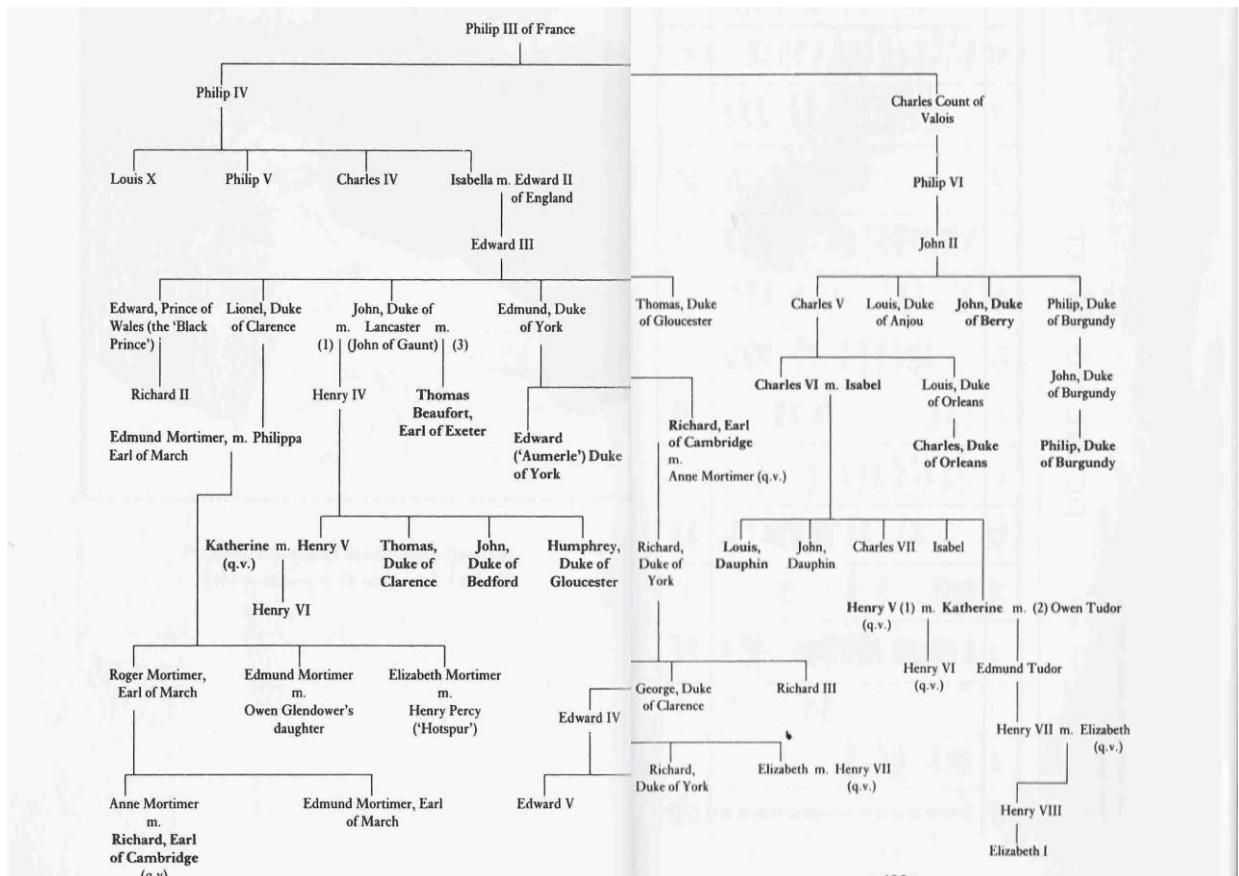 Philip III of France
Philip IV
Charles Count of
Valois
Louis X
Philip V
Charles IV
Isabella m. Edward II
of England
Philip VI
Edward III
John II
Edward, Prince of
Wales (the ‘Black
Prince’)
Lionel, Duke
of Clarence
John, Duke of
m. Lancaster m.
(1) (John of Gaunt) (3)
Edmund, Duke
of York
Thomas, Duke
of Gloucester
Charles V
Louis, Duke
of Anjou
John, Duke
of Berry
Philip, Duke
of Burgundy
Richard II
Henry IV
Thomas
Beaufort,
Earl of Exeter
Charles VI m. Isabel
Louis, Duke
of Orleans
John, Duke
of Burgundy
Edmund Mortimer, m. Philippa
Earl of March
Edward
(‘Aumerle’) Duke
of York
Richard, Earl
of Cambridge
m.
Anne Mortimer (q.v.)
Charles, Duke
of Orleans
Philip, Duke
of Burgundy
Katherine m. Henry V
(q.v.)
Thomas,
Duke of
Clarence
John,
Duke of
Bedford
Humphrey,
Duke of
Gloucester
Richard,
Duke of
York
Louis,
Dauphin
John,
Dauphin
Charles VII
Isabel
Henry VI
Henry V (1) m. Katherine m. (2) Owen Tudor
(q.v.)
Roger Mortimer,
Earl of March
Edmund Mortimer
m.
Owen Glendower's
daughter
Elizabeth Mortimer
m.
Henry Percy
(‘Hotspur’)
Edward IV
George, Duke
of Clarence
Richard III
Henry VI
(q.v.)
Edmund Tudor
Henry VII m. Elizabeth
(q.v.)
Anne Mortimer
m.
Richard, Earl
of Cambridge
(q.v)
Edmund Mortimer, Earl
of March
Edward V
Richard,
Duke of York
Elizabeth m. Henry VII
(q.v.)
Henry VIII
Elizabeth I